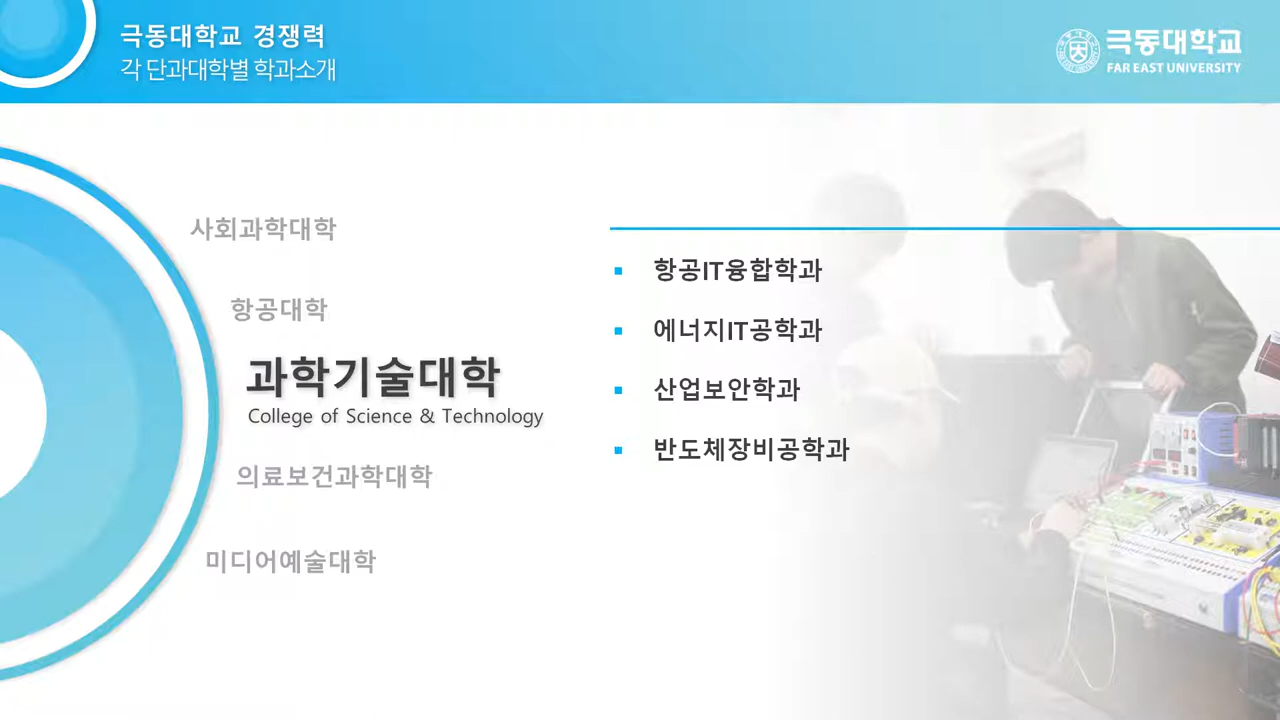 극동대학교 경쟁력
각 단과대학별 학과소개
극동대학교
FAR EAST UNIVERSITY
사회과학대학
항공대학
과학기술대학
College of Science & Technology
의료보건과학대학
미디어예술대학
항공IT융합학과
에너지IT공학과
산업보안학과
반도체장비공학과